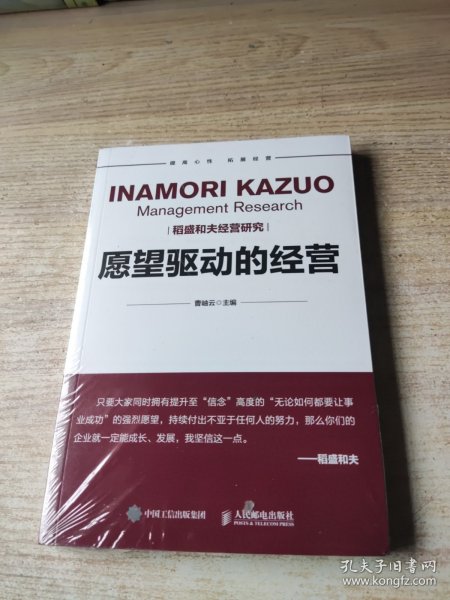 提高心性 拓展经营
INAMORI KAZUO
Management Research
稻盛和夫经营研究
愿望驱动的经营
曹岫云◎主编
只要大家同时拥有提升至“信念”高度的“无论如何都要让事
业成功”的强烈愿望，持续付出不亚于任何人的努力，那么你们的
企业就一定能成长、发展，我坚信这一点。
——稻盛和夫
中国工信出版集团 人民邮电出版社
POSTS & TELECOM PRESS
孔夫子旧书网
www.kongfz.com